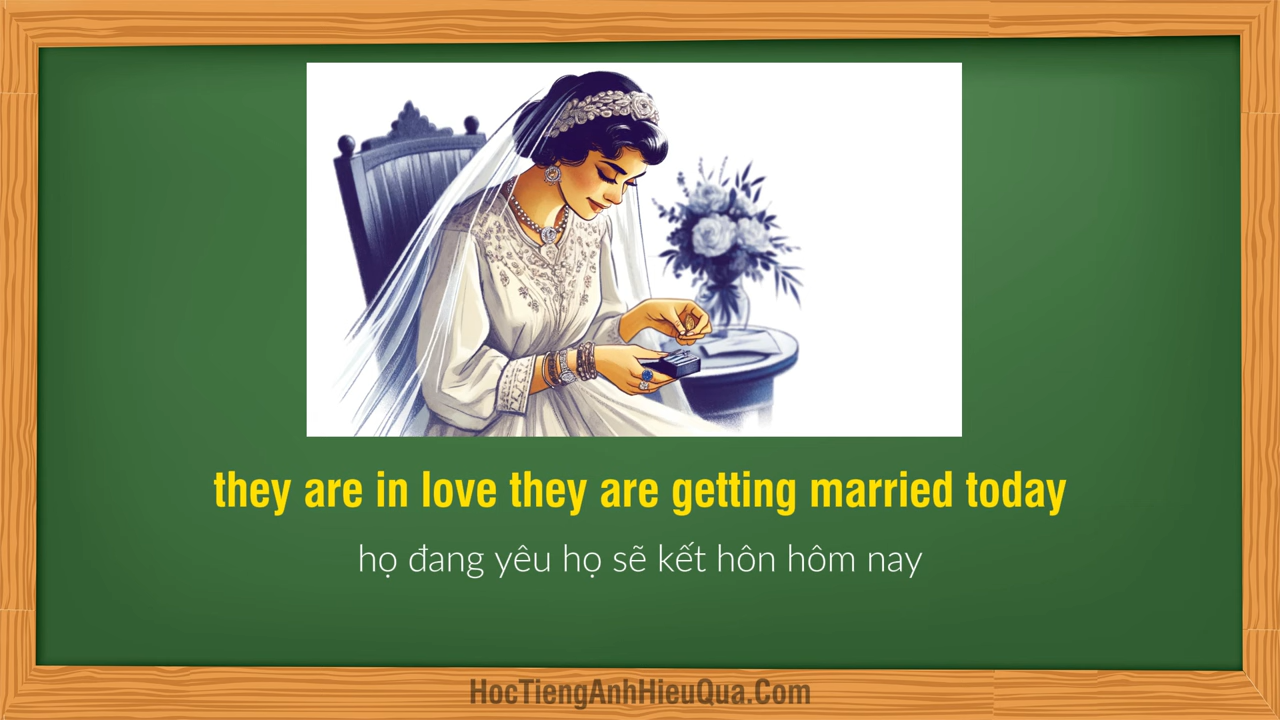 they are in love they are getting married today
họ đang yêu họ sẽ kết hôn hôm nay
HocTiengAnhHieuQua.Com